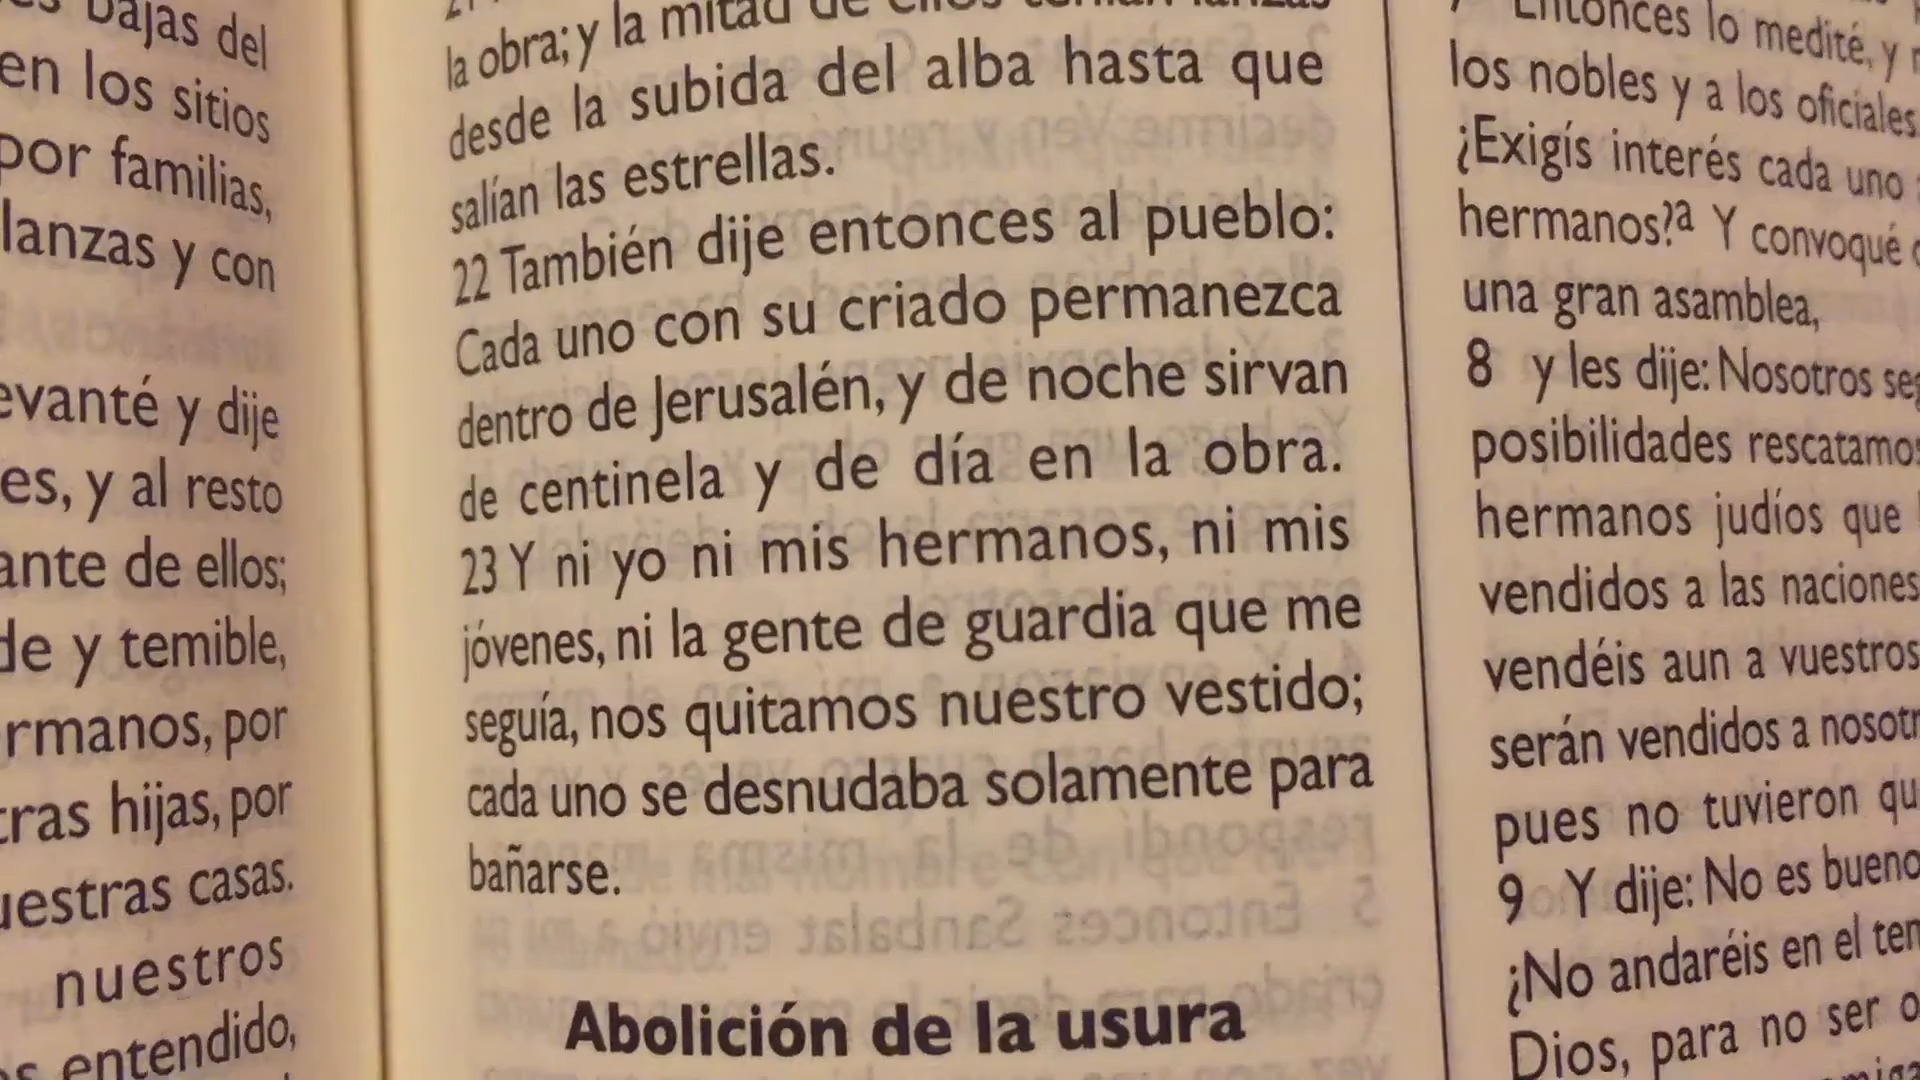 bajas del
en los sitios
por familias,
lanzas y con
evanté y dije
es, y al resto
ante de ellos;
de y temible,
rmanos, por
tras hijas, por
uestras casas.
nuestros
entendido,
la obra; y la mitad de ellos tenían lanzas
desde la subida del alba hasta que
salían las estrellas.
22 También dije entonces al pueblo:
Cada uno con su criado permanezca
dentro de Jerusalén, y de noche sirvan
de centinela y de día en la obra.
23 Y ni yo ni mis hermanos, ni mis
jóvenes, ni la gente de guardia que me
seguía, nos quitamos nuestro vestido;
cada uno se desnudaba solamente para
bañarse.
Abolición de la usura
Entonces lo medité, y
los nobles y a los oficiales
¿Exigís interés cada uno
hermanos?ª Y convoqué
una gran asamblea,
8 y les dije: Nosotros seg
posibilidades rescatamos
hermanos judíos que
vendidos a las naciones
vendéis aun a vuestros
serán vendidos a nosotr
pues no tuvieron qu
9 Y dije: No es bueno
¿No andaréis en el tem
Dios, para no ser o